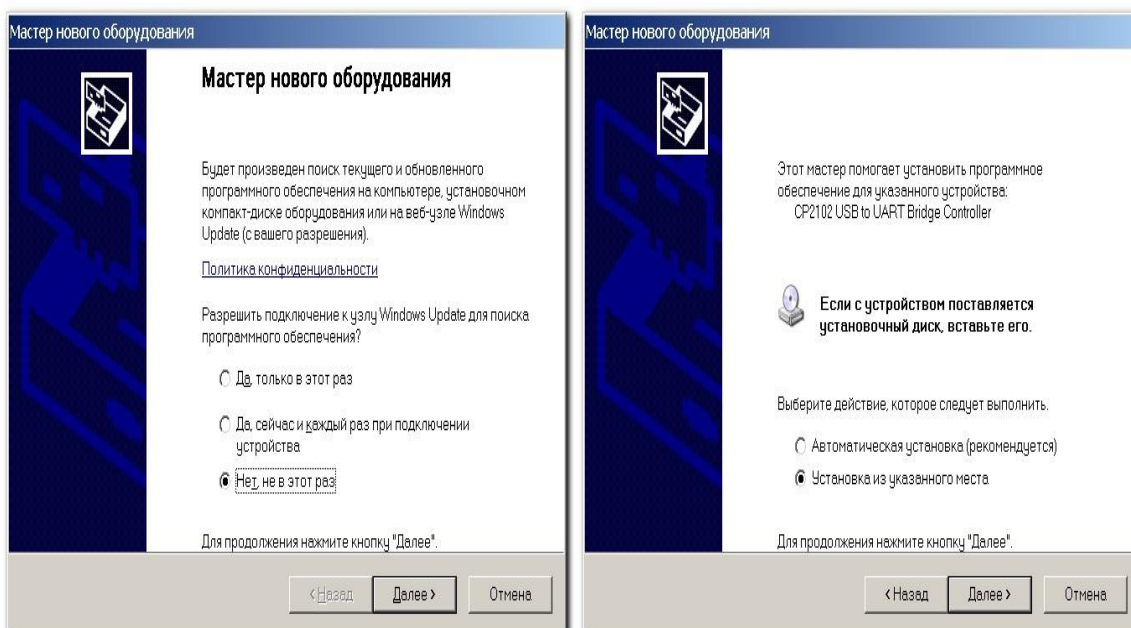 Мастер нового оборудования
Мастер нового оборудования
Будет произведен поиск текущего и обновленного
программного обеспечения на компьютере, установочном
компакт-диске оборудования или на веб-узле Windows
Update (с вашего разрешения).
Политика конфиденциальности
Разрешить подключение к узлу Windows Update для поиска
программного обеспечения?
Да, только в этот раз
Да, сейчас и каждый раз при подключении
устройства
Нет, не в этот раз
Для продолжения нажмите кнопку "Далее".
< Назад
Далее >
Отмена
Мастер нового оборудования
Этот мастер помогает установить программное
обеспечение для указанного устройства:
CP2102 USB to UART Bridge Controller
Если с устройством поставляется
установочный диск, вставьте его.
Выберите действие, которое следует выполнить.
Автоматическая установка (рекомендуется)
Установка из указанного места
Для продолжения нажмите кнопку "Далее".
< Назад
Далее >
Отмена